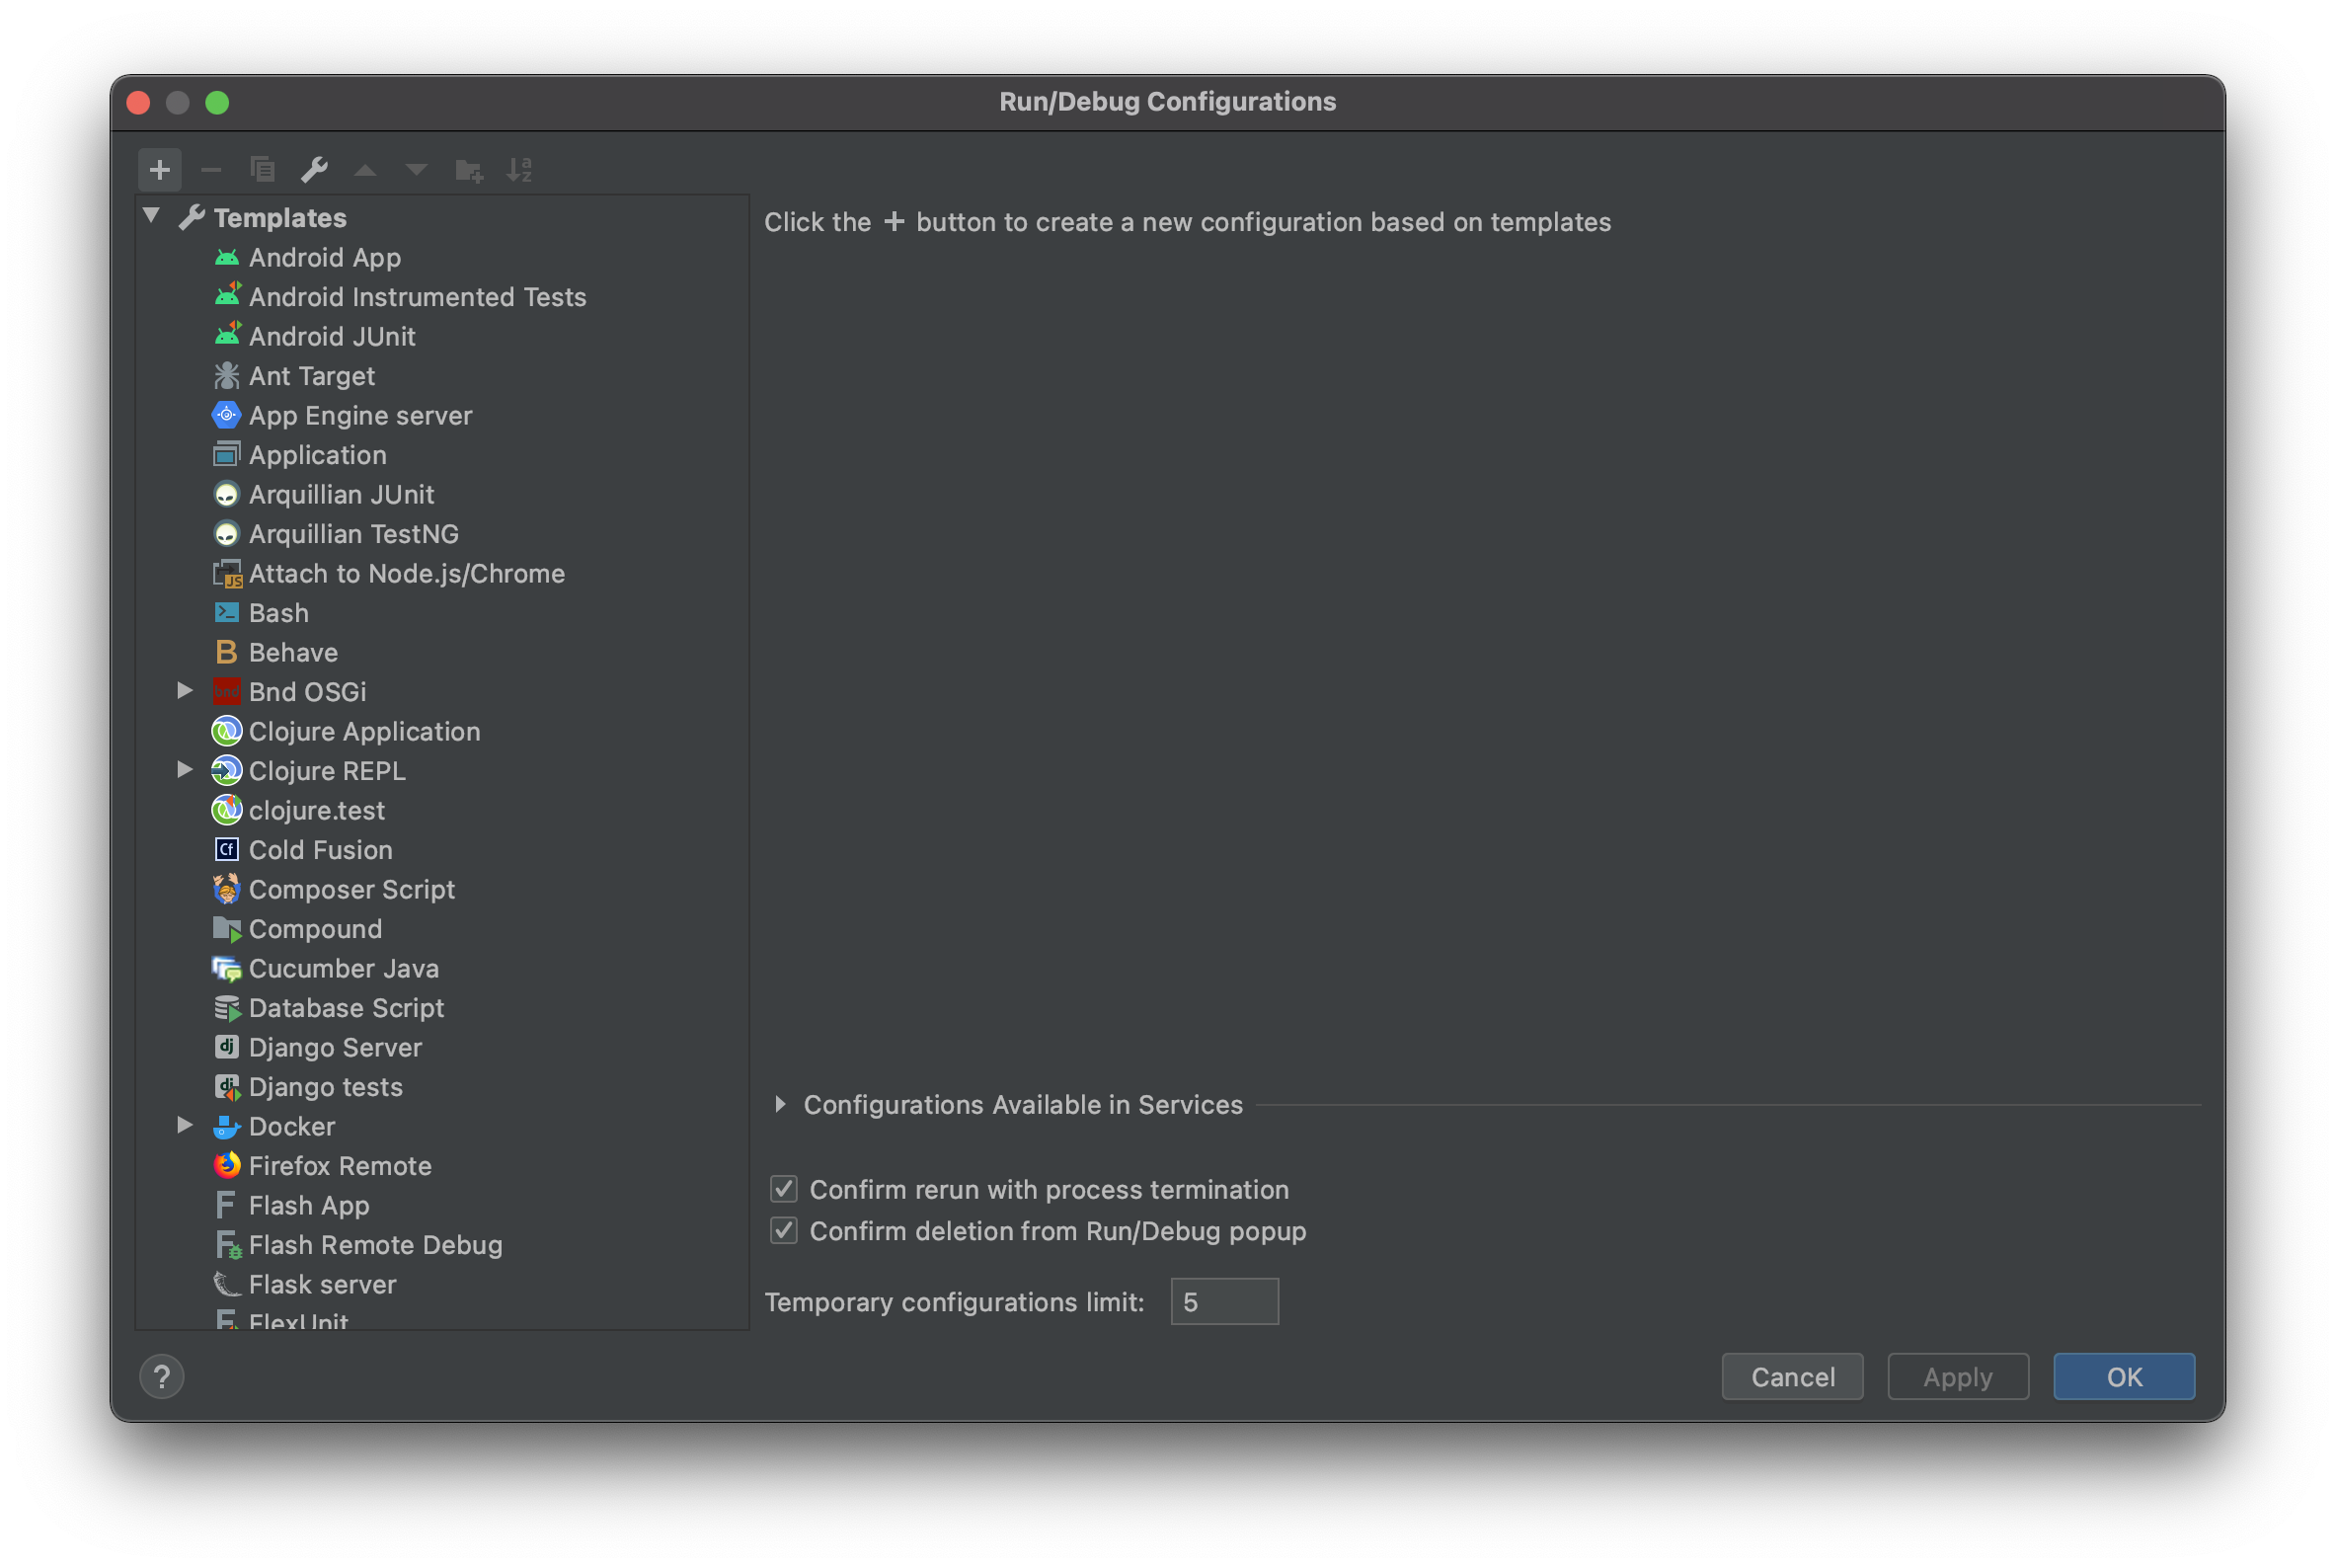 Run/Debug Configurations
Templates
Click the + button to create a new configuration based on templates
Android App
Android Instrumented Tests
Android JUnit
Ant Target
App Engine server
Application
Arquillian JUnit
Arquillian TestNG
Attach to Node.js/Chrome
Bash
Behave
Bnd OSGi
Clojure Application
Clojure REPL
clojure.test
Cold Fusion
Composer Script
Compound
Cucumber Java
Database Script
Django Server
Django tests
Docker
Firefox Remote
Flash App
Flash Remote Debug
Flask server
FlexUnit
Configurations Available in Services
Confirm rerun with process termination
Confirm deletion from Run/Debug popup
Temporary configurations limit: 5
? Cancel Apply OK